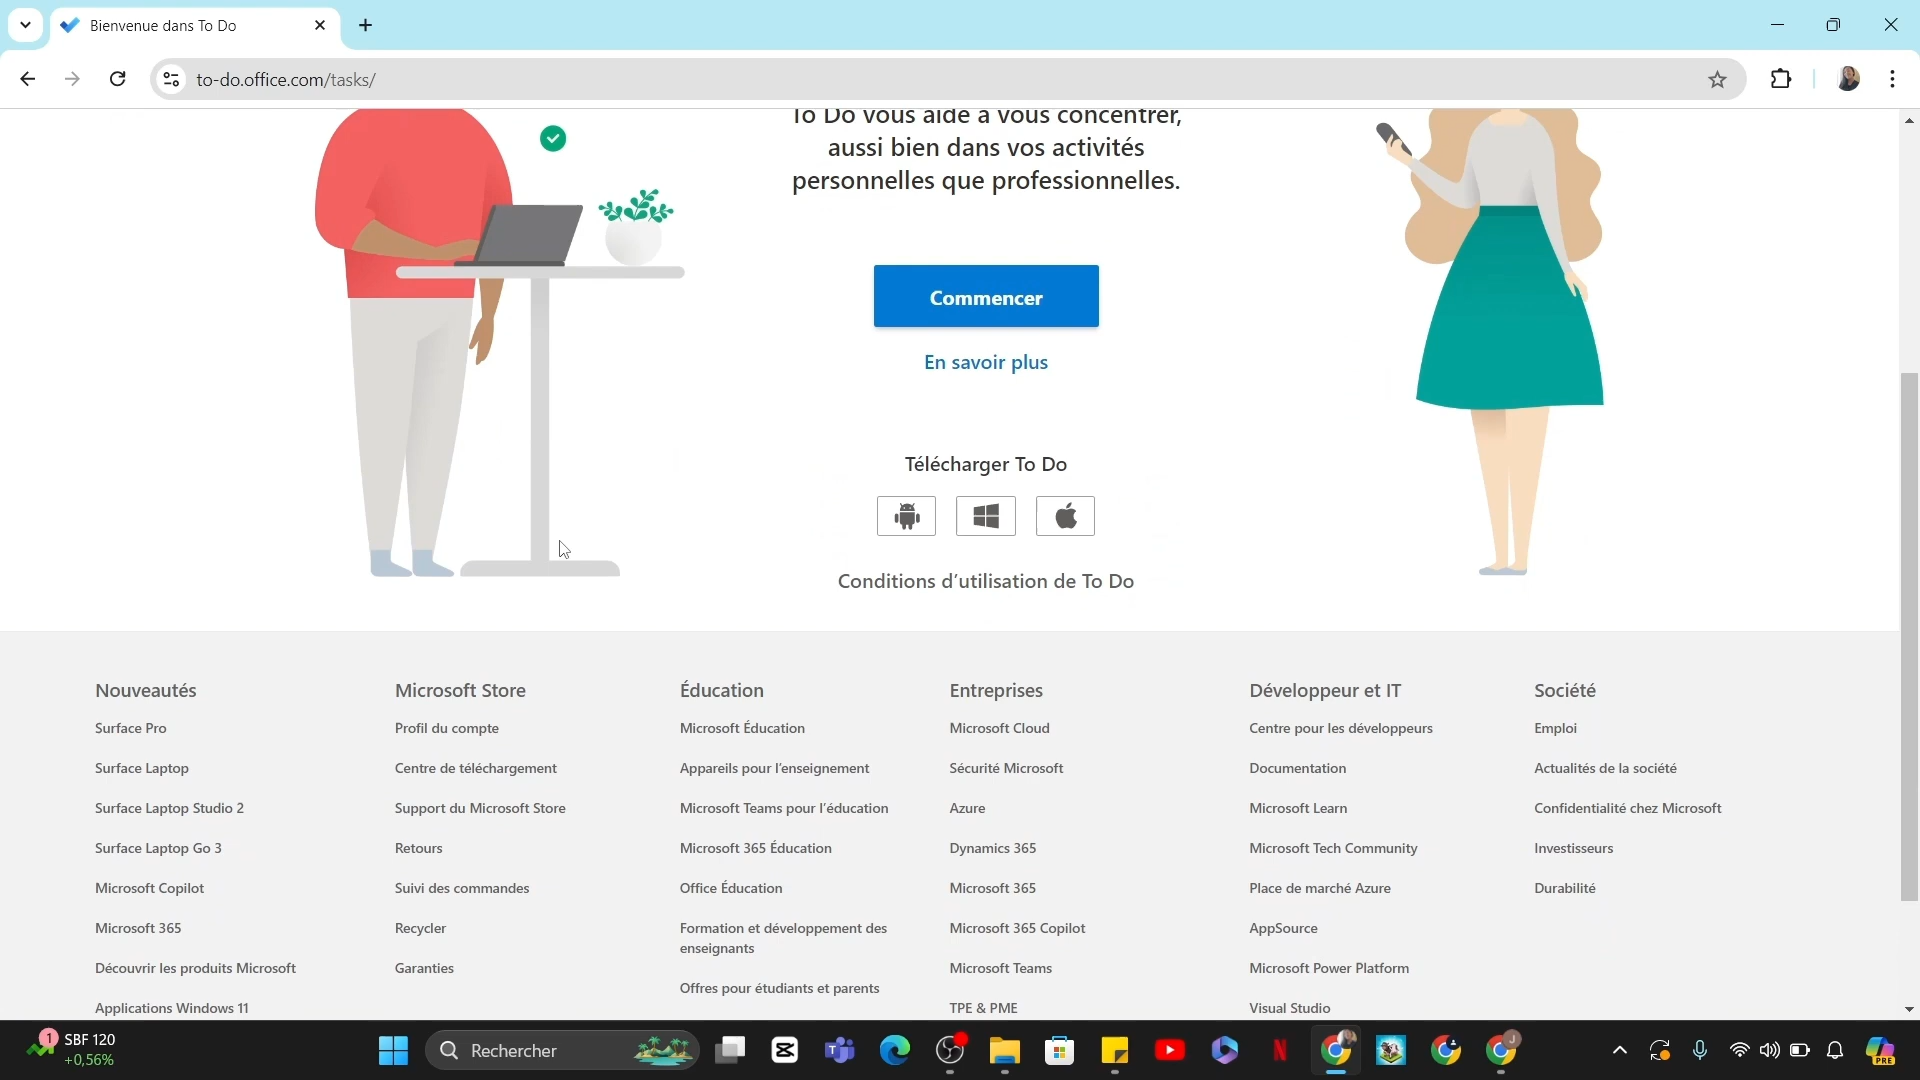 Bienvenue dans To Do
to-do.office.com/tasks/
To Do vous aide à vous concentrer,
aussi bien dans vos activités
personnelles que professionnelles.
Commencer
En savoir plus
Télécharger To Do
Conditions d'utilisation de To Do
Nouveautés
Surface Pro
Surface Laptop
Surface Laptop Studio 2
Surface Laptop Go 3
Microsoft Copilot
Microsoft 365
Découvrir les produits Microsoft
Applications Windows 11
Microsoft Store
Profil du compte
Centre de téléchargement
Support du Microsoft Store
Retours
Suivi des commandes
Recycler
Garanties
Éducation
Microsoft Éducation
Appareils pour l'enseignement
Microsoft Teams pour l'éducation
Microsoft 365 Éducation
Office Éducation
Formation et développement des
enseignants
Offres pour étudiants et parents
Entreprises
Microsoft Cloud
Sécurité Microsoft
Azure
Dynamics 365
Microsoft 365
Microsoft 365 Copilot
Microsoft Teams
TPE & PME
Développeur et IT
Centre pour les développeurs
Documentation
Microsoft Learn
Microsoft Tech Community
Place de marché Azure
AppSource
Microsoft Power Platform
Visual Studio
Société
Emploi
Actualités de la société
Confidentialité chez Microsoft
Investisseurs
Durabilité
1
SBF 120
+0,56%
Rechercher
T
N
J
PRE